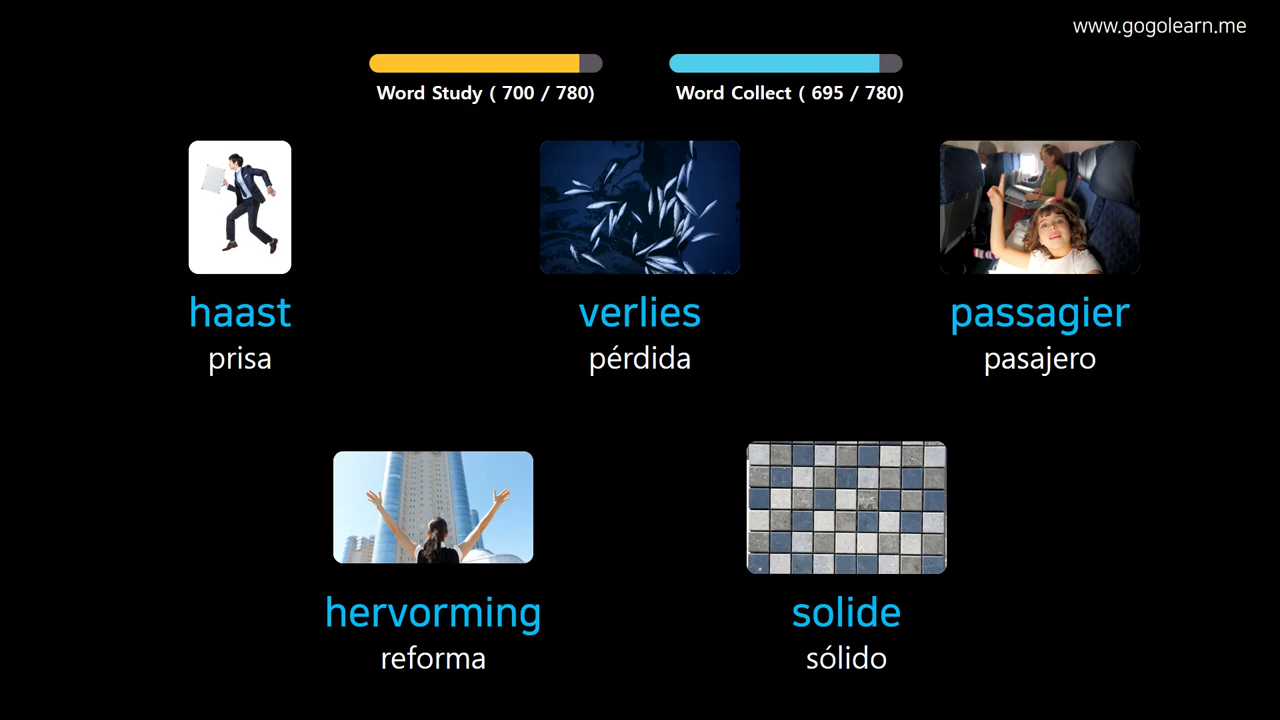 www.gogolearn.me
Word Study ( 700 / 780)
Word Collect ( 695 / 780)
haast
prisa
verlies
pérdida
passagier
pasajero
hervorming
reforma
solide
sólido